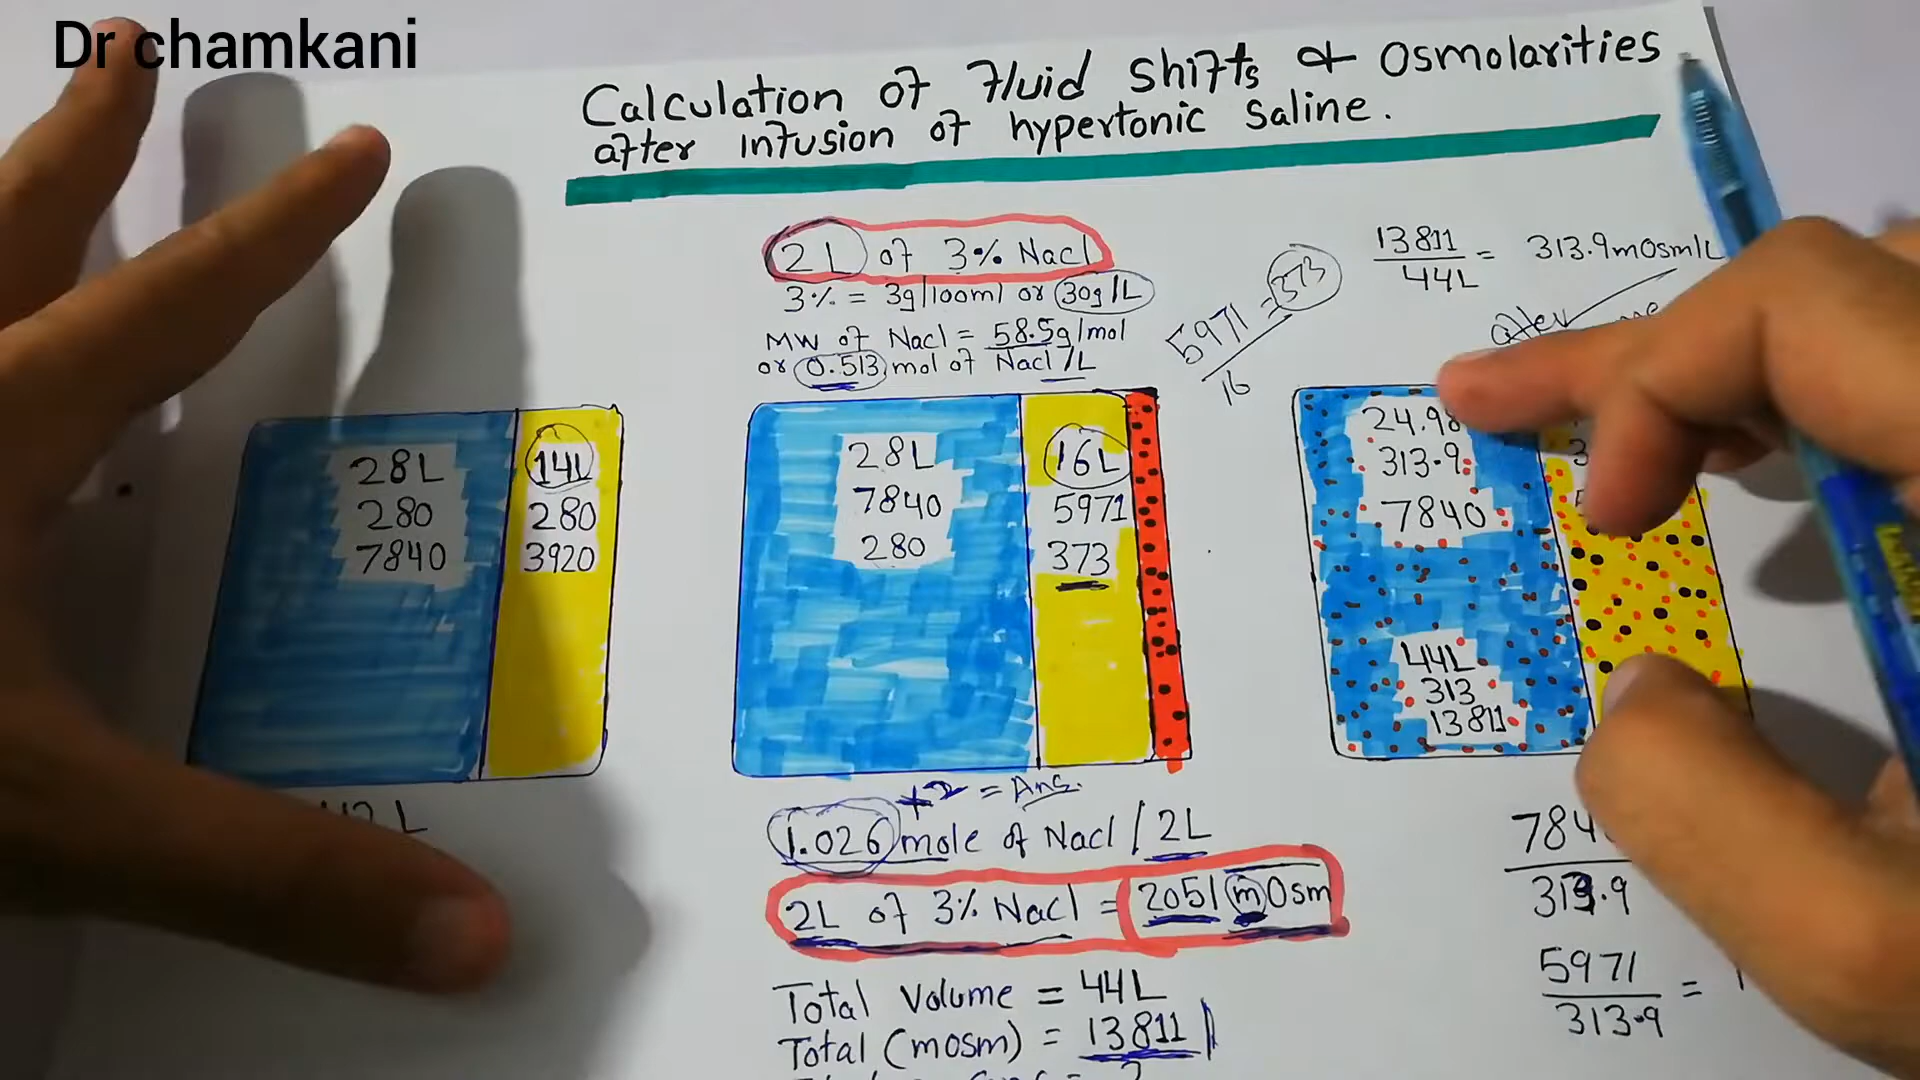 Dr chamkani
Calculation of Fluid Shifts & Osmolarities
after infusion of hypertonic Saline.
2L of 3% Nacl
3% = 3g/100ml or 30g/L
MW of Nacl = 58.5g/mol
or 0.513 mol of Nacl/L
5971 = 373
16
13811 = 313.9mOsm/L
44L
after
28L
280
7840
14L
280
3920
28L
7840
280
16L
5971
373
24.98
313.9
7840
44L
313
13811
= Ans.
1.026 mole of Nacl / 2L
2L of 3% Nacl = 2051 mOsm
Total Volume = 44L
Total (mosm) = 13811
784
313.9
5971 =
313.9